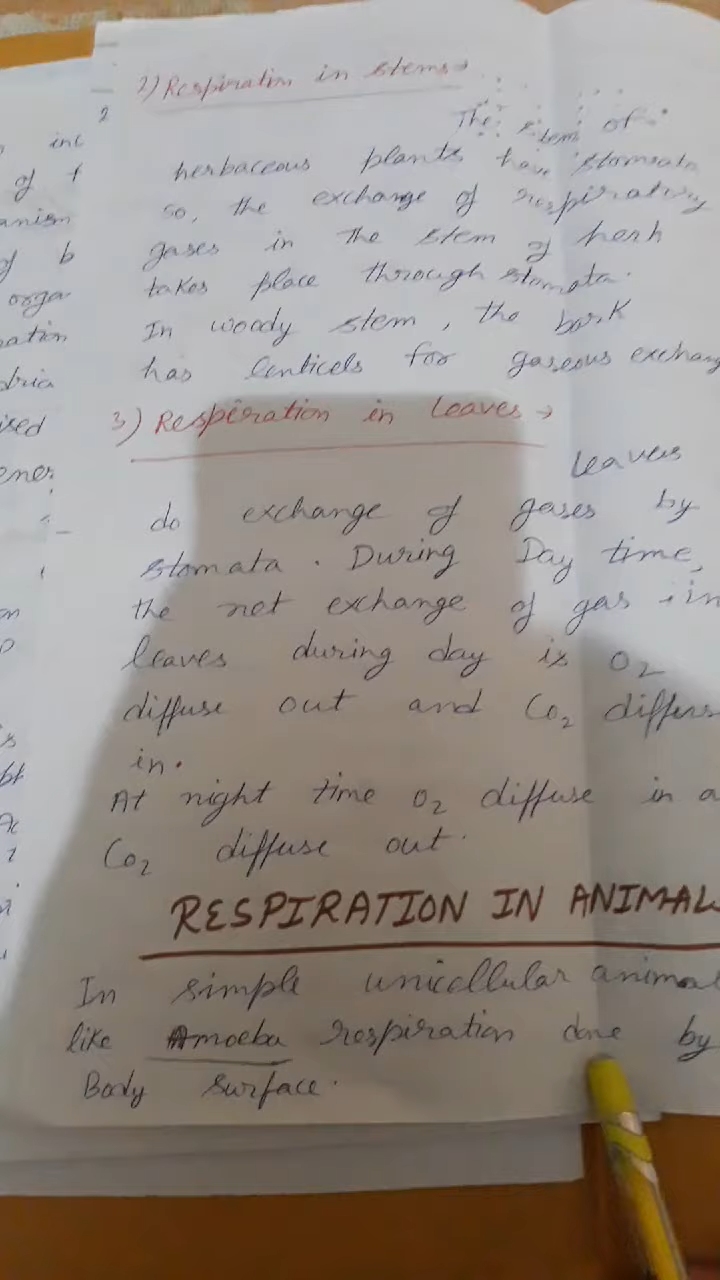 2) Respiration in stems→
The stem of
herbaceous plants have stomata
so, the exchange of respiratory
gases in the stem of herb
takes place through stomata.
In woody stem, the bark
has lenticels for gaseous exchang
3) Respiration in leaves →
leaves
do exchange of gases by
stomata. During Day time,
the net exchange of gas in
leaves during day is O2
diffuse out and CO2 differs
in.
At night time O2 diffuse in a
CO2 diffuse out.
RESPIRATION IN ANIMAL
In simple unicellular animal
like Amoeba respiration done by
Body surface.